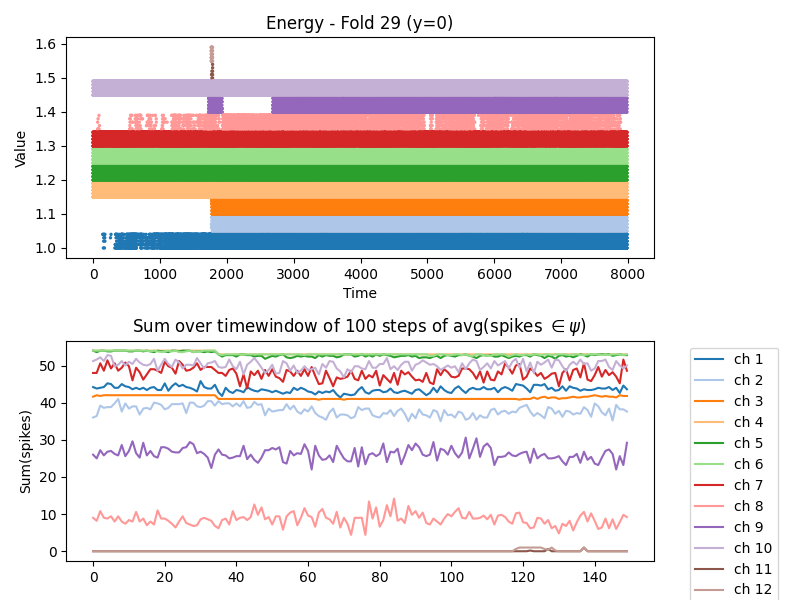 Energy - Fold 29 (y=0)
1.6
1.5
1.4
1.3
1.2
1.1
1.0
Value
0 1000 2000 3000 4000 5000 6000 7000 8000
Time
Sum over timewindow of 100 steps of avg(spikes ∈ ψ)
50
40
30
20
10
0
Sum(spikes)
0 20 40 60 80 100 120 140
ch 1
ch 2
ch 3
ch 4
ch 5
ch 6
ch 7
ch 8
ch 9
ch 10
ch 11
ch 12